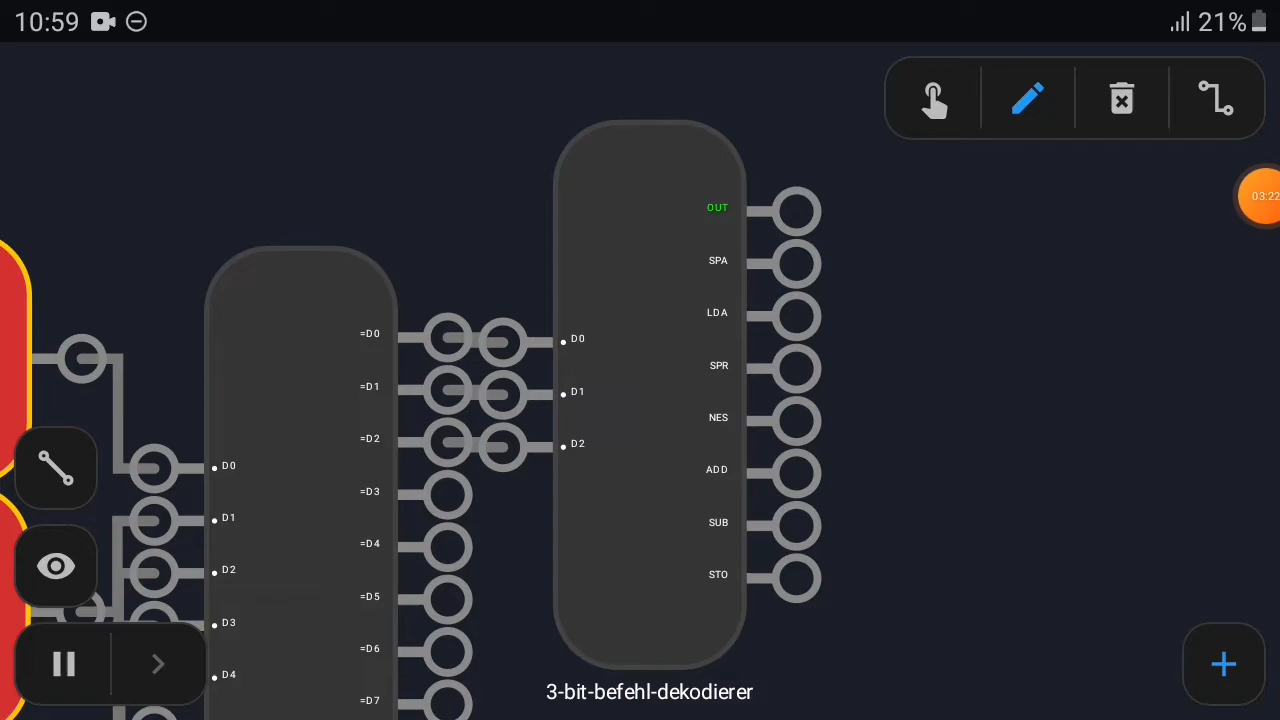 10:59
21%
03:22
OUT
SPA
LDA
SPR
NES
ADD
SUB
STO
D0
D1
D2
=D0
=D1
=D2
=D3
=D4
=D5
=D6
=D7
D0
D1
D2
D3
D4
3-bit-befehl-dekodierer